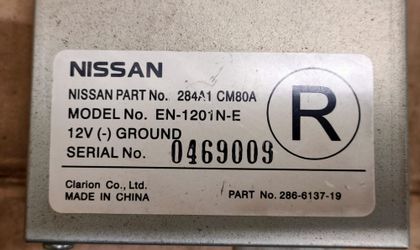 NISSAN
NISSAN PART No. 284A1 CM80A
MODEL No. EN-1201N-E
12V (-) GROUND
SERIAL No. 0469009
R
Clarion Co., Ltd.
MADE IN CHINA
PART No. 286-6137-19